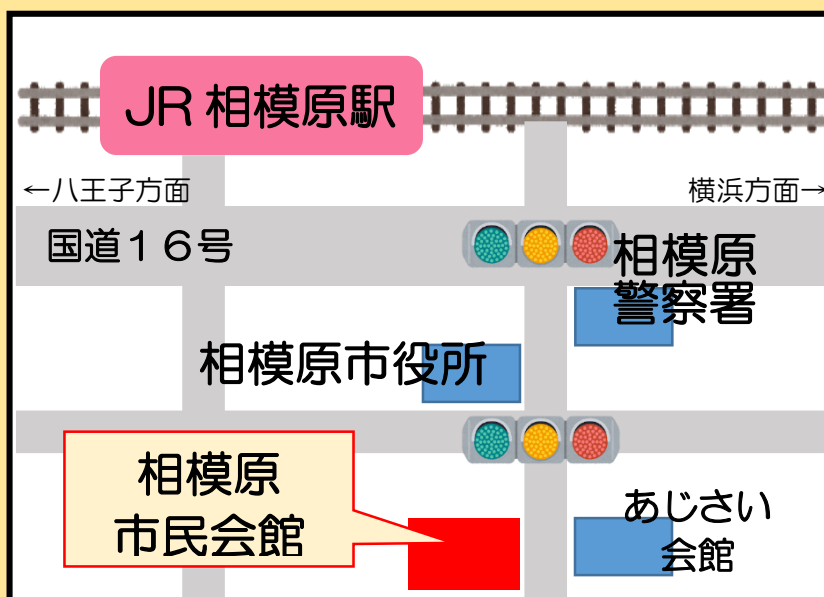 JR 相模原駅
←八王子方面
横浜方面→
国道１６号
相模原
警察署
相模原市役所
相模原
市民会館
あじさい
会館